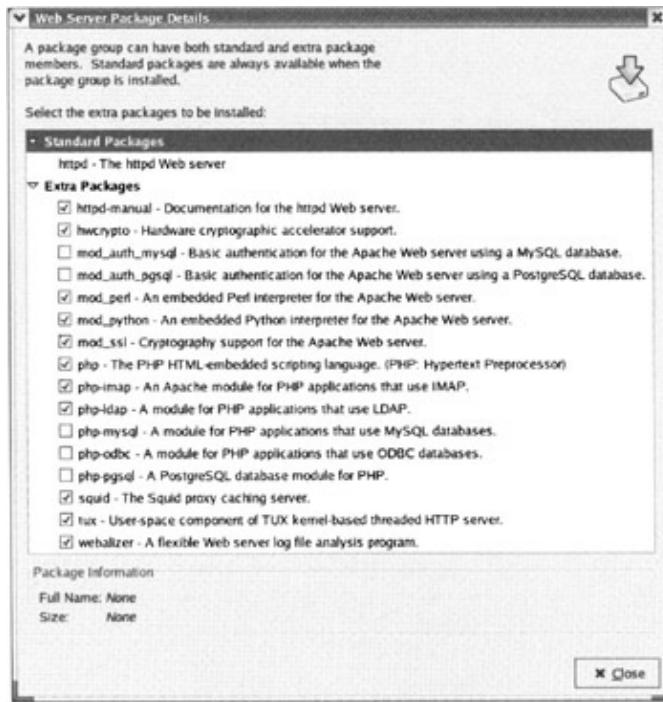 Web Server Package Details
A package group can have both standard and extra package
members. Standard packages are always available when the
package group is installed.
Select the extra packages to be installed:
Standard Packages
httpd - The httpd Web server
Extra Packages
httpd-manual - Documentation for the httpd Web server.
hwcrypto - Hardware cryptographic accelerator support.
mod_auth_mysql - Basic authentication for the Apache Web server using a MySQL database.
mod_auth_pgsql - Basic authentication for the Apache Web server using a PostgreSQL database.
mod_perl - An embedded Perl interpreter for the Apache Web server.
mod_python - An embedded Python interpreter for the Apache Web server.
mod_ssl - Cryptography support for the Apache Web server.
php - The PHP HTML-embedded scripting language. (PHP: Hypertext Preprocessor)
php-imap - An Apache module for PHP applications that use IMAP.
php-ldap - A module for PHP applications that use LDAP.
php-mysql - A module for PHP applications that use MySQL databases.
php-odbc - A module for PHP applications that use ODBC databases.
php-pgsql - A PostgreSQL database module for PHP.
squid - The Squid proxy caching server.
tux - User-space component of TUX kernel-based threaded HTTP server.
webalizer - A flexible Web server log file analysis program.
Package Information
Full Name: None
Size: None
Close